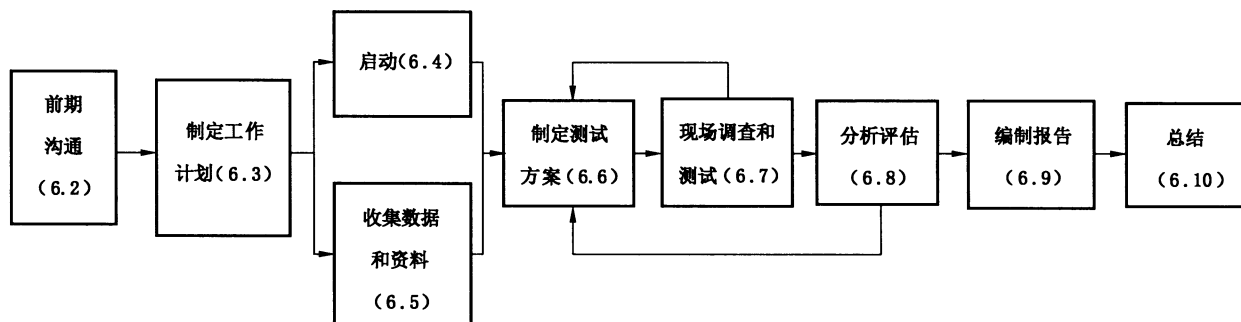 前期
沟通
(6.2)
制定工作
计划(6.3)
启动(6.4)
收集数据
和资料
(6.5)
制定测试
方案(6.6)
现场调查和
测试(6.7)
分析评估
(6.8)
编制报告
(6.9)
总结
(6.10)